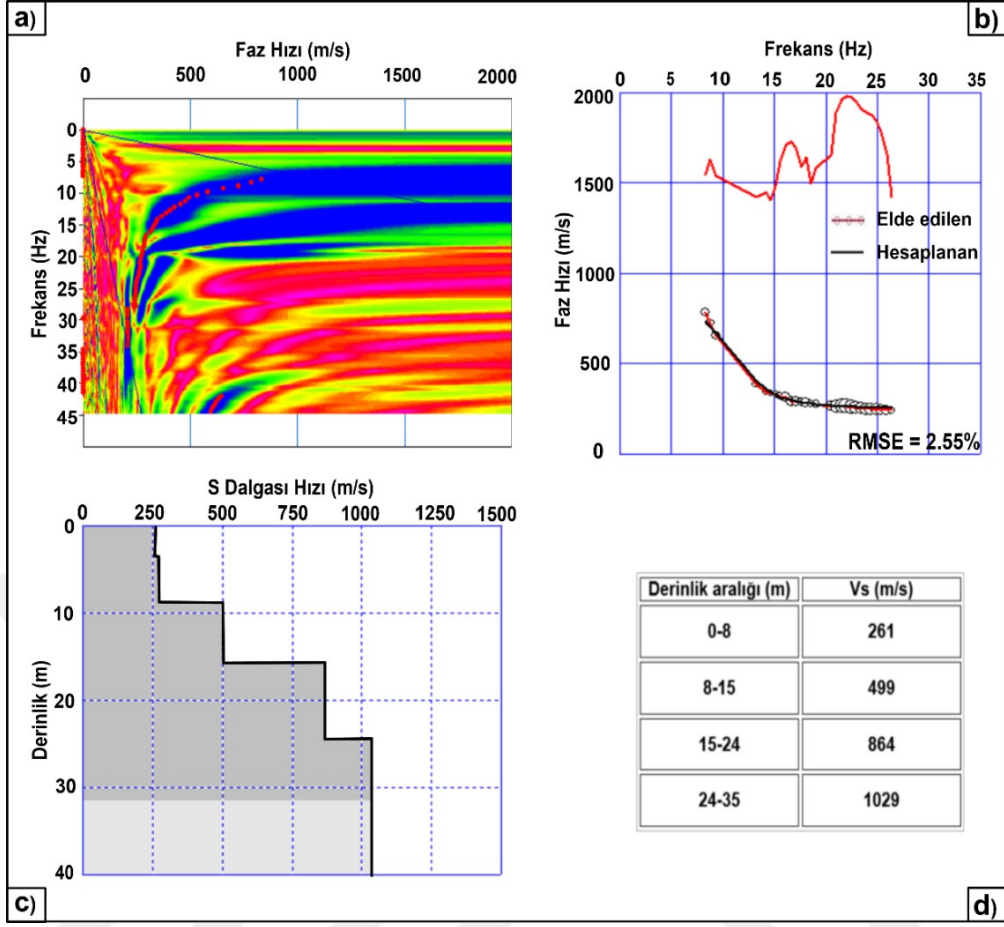 a)
Faz Hızı (m/s)
0 500 1000 1500 2000
Frekans (Hz)
0
5
10
15
20
25
30
35
40
45
b)
Frekans (Hz)
0 5 10 15 20 25 30 35
Faz Hızı (m/s)
2000
1500
1000
500
0
Elde edilen
Hesaplanan
RMSE = 2.55%
c)
S Dalgası Hızı (m/s)
0 250 500 750 1000 1250 1500
Derinlik (m)
0
10
20
30
40
d)
Derinlik aralığı (m) Vs (m/s)
0-8 261
8-15 499
15-24 864
24-35 1029